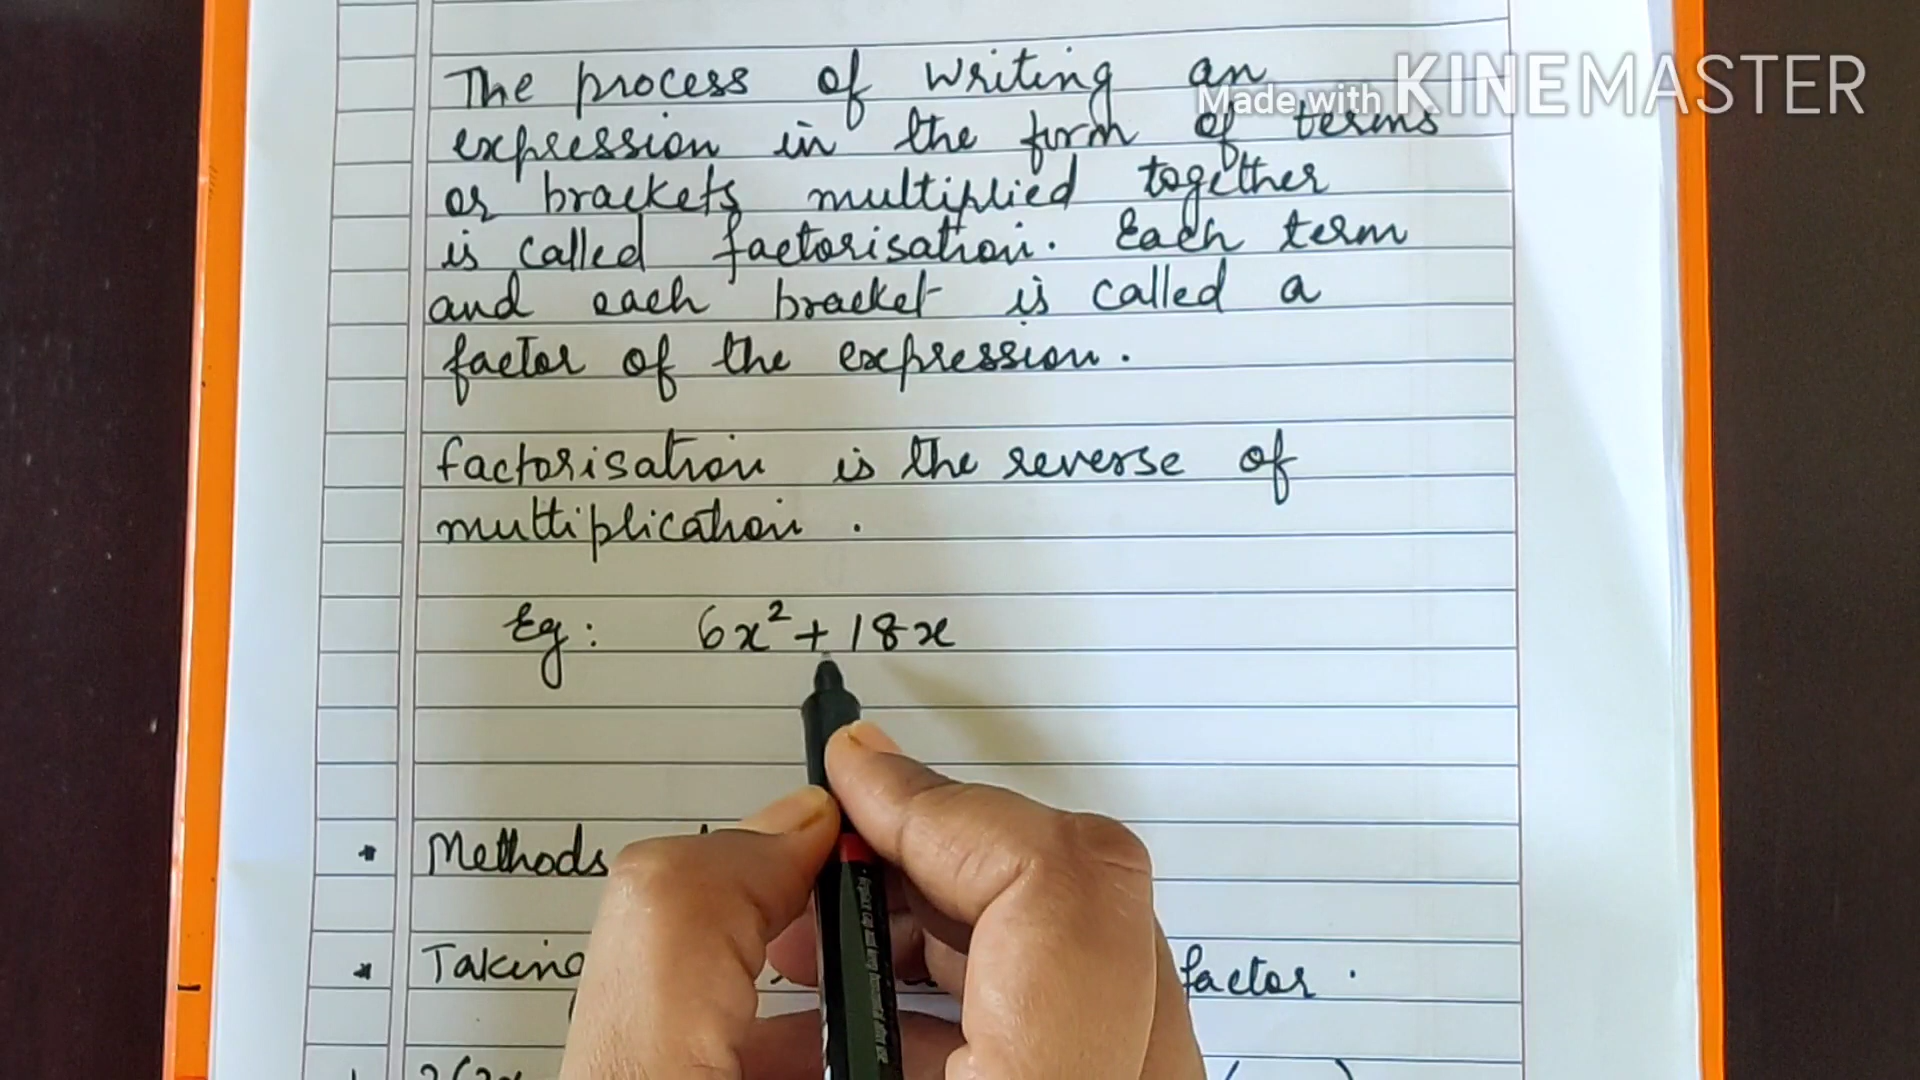 The process of writing an
Made with KINEMASTER
expression in the form of terms
or brackets multiplied together
is called factorisation. Each term
and each bracket is called a
factor of the expression.
factorisation is the reverse of
multiplication.
Eg: 6x²+18x
* Methods
* Taking factor.